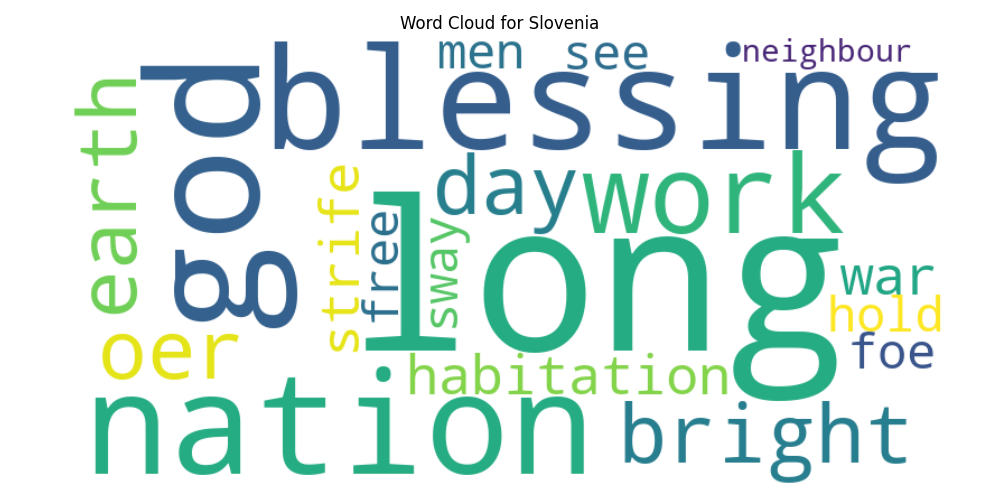 Word Cloud for Slovenia
men see neighbour
blessing
earth
god
day work
strife
free
sway
long
war
hold
oer
foe
habitation
nation
bright